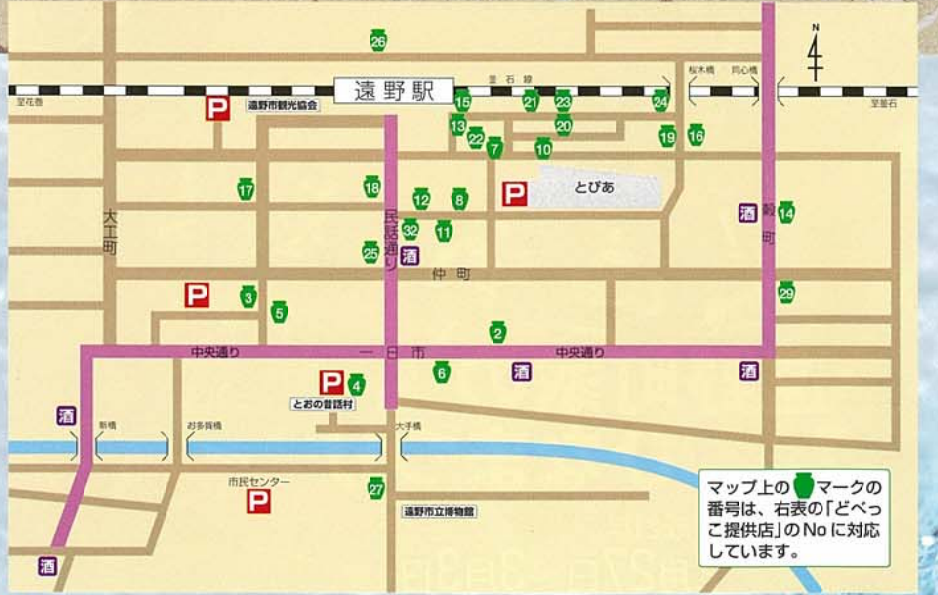 N
26
釜石線
桜木橋
同心橋
遠野駅
至花巻
至釜石
P
遠野市観光協会
15
21
23
24
13
20
22
19
16
7
10
17
18
12
8
P
とびあ
大工町
民話通り
32
11
酒
14
穀町
25
酒
仲町
P
3
5
29
2
中央通り
一日市
中央通り
P
4
6
酒
酒
とおの昔話村
酒
新橋
お多賀橋
大手橋
市民センター
P
27
遠野市立博物館
酒
マップ上の
マークの
番号は、右表の「どべっ
こ提供店」のNoに対応
しています。